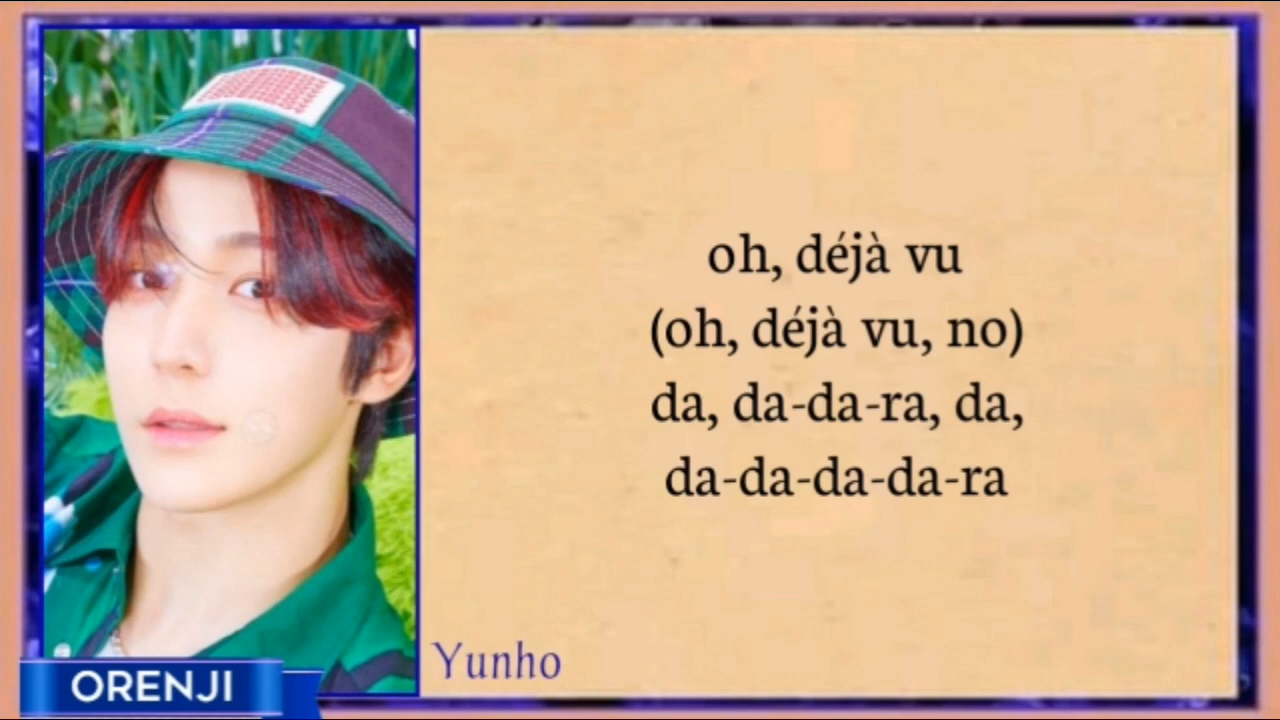 oh, déjà vu
(oh, déjà vu, no)
da, da-da-ra, da,
da-da-da-da-ra
Yunho
ORENJI